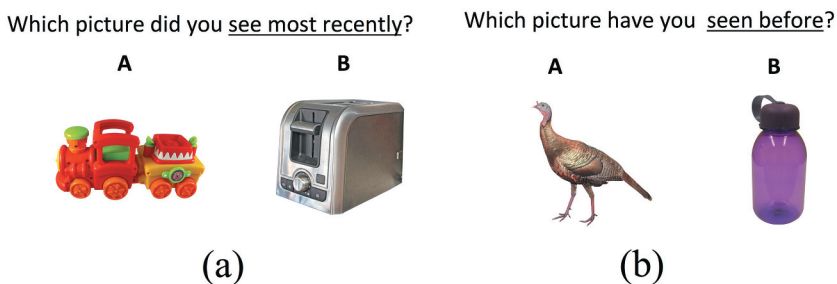 Which picture did you see most recently?
A B
(a)
Which picture have you seen before?
A B
(b)